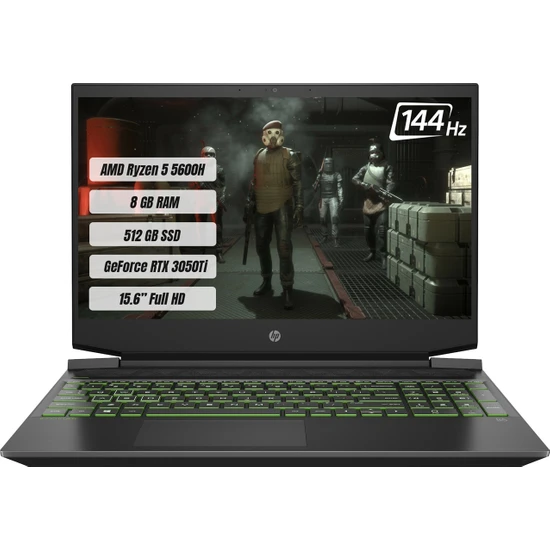 144 Hz
AMD Ryzen 5 5600H
8 GB RAM
512 GB SSD
GeForce RTX 3050Ti
15.6” Full HD
hp